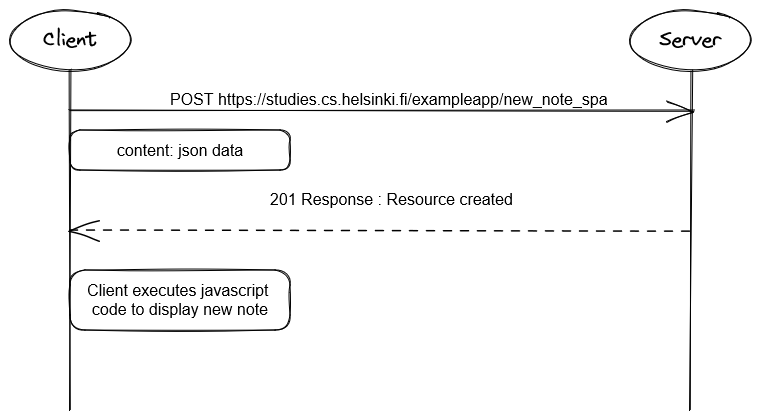 Client
Server
POST https://studies.cs.helsinki.fi/exampleapp/new_note_spa
content: json data
201 Response : Resource created
Client executes javascript
code to display new note